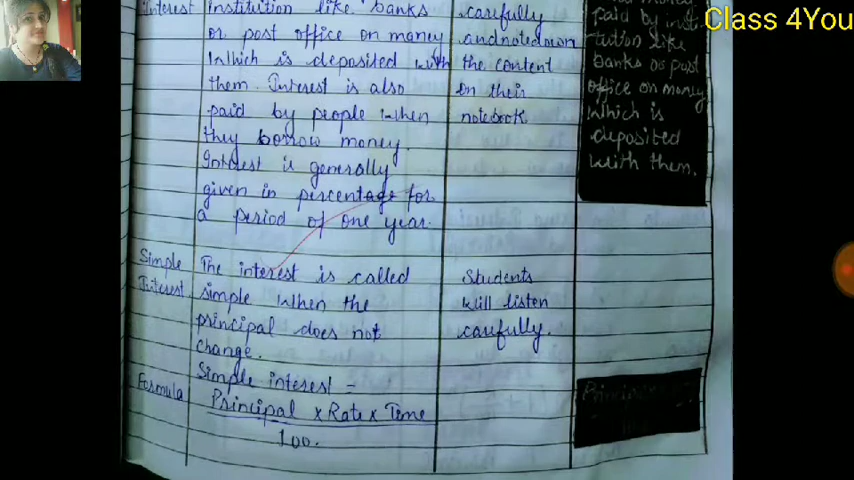 Class 4You
Interest
institution like banks
or post office on money
which is deposited with
them. Interest is also
paid by people when
they borrow money.
Interest is generally
given in percentage for
a period of one year.
carefully
and noted down
the content
on their
notebook
paid by insti
tution like
banks or post
office on money
which is
deposited
with them.
Simple
Interest
The interest is called
simple when the
principal does not
change.
Students
will listen
carefully.
Formula
Simple interest =
Principal × Rate × Time
100.